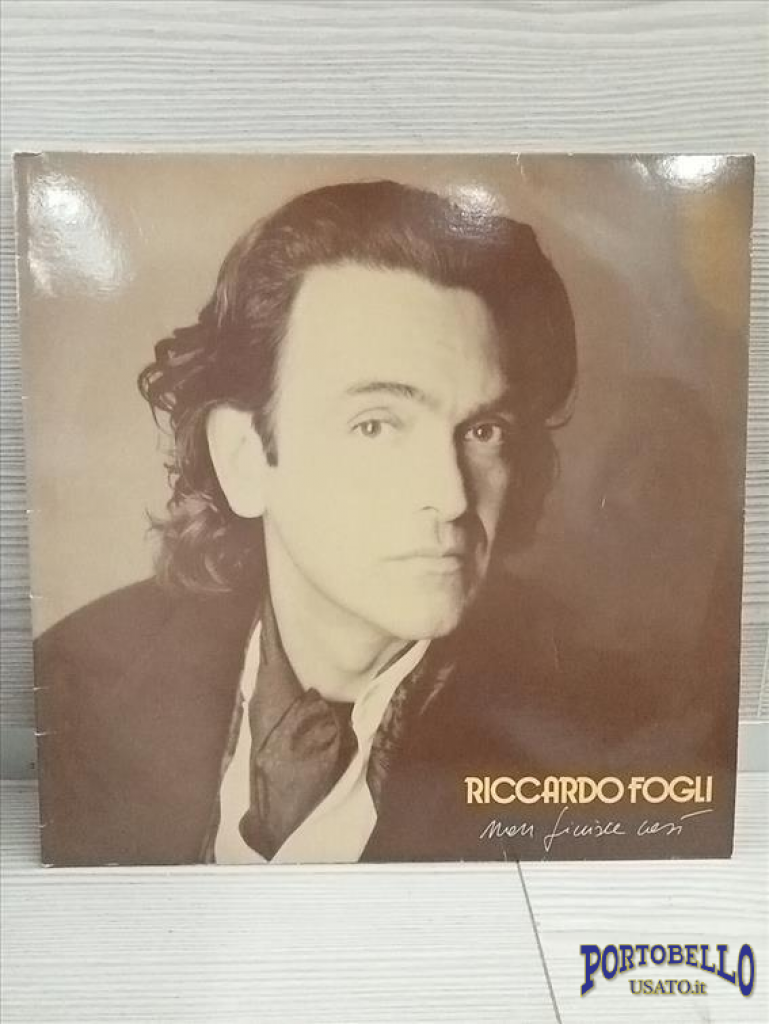 RICCARDO FOGLI
Non finisce così
PORTOBELLO
USATO.it